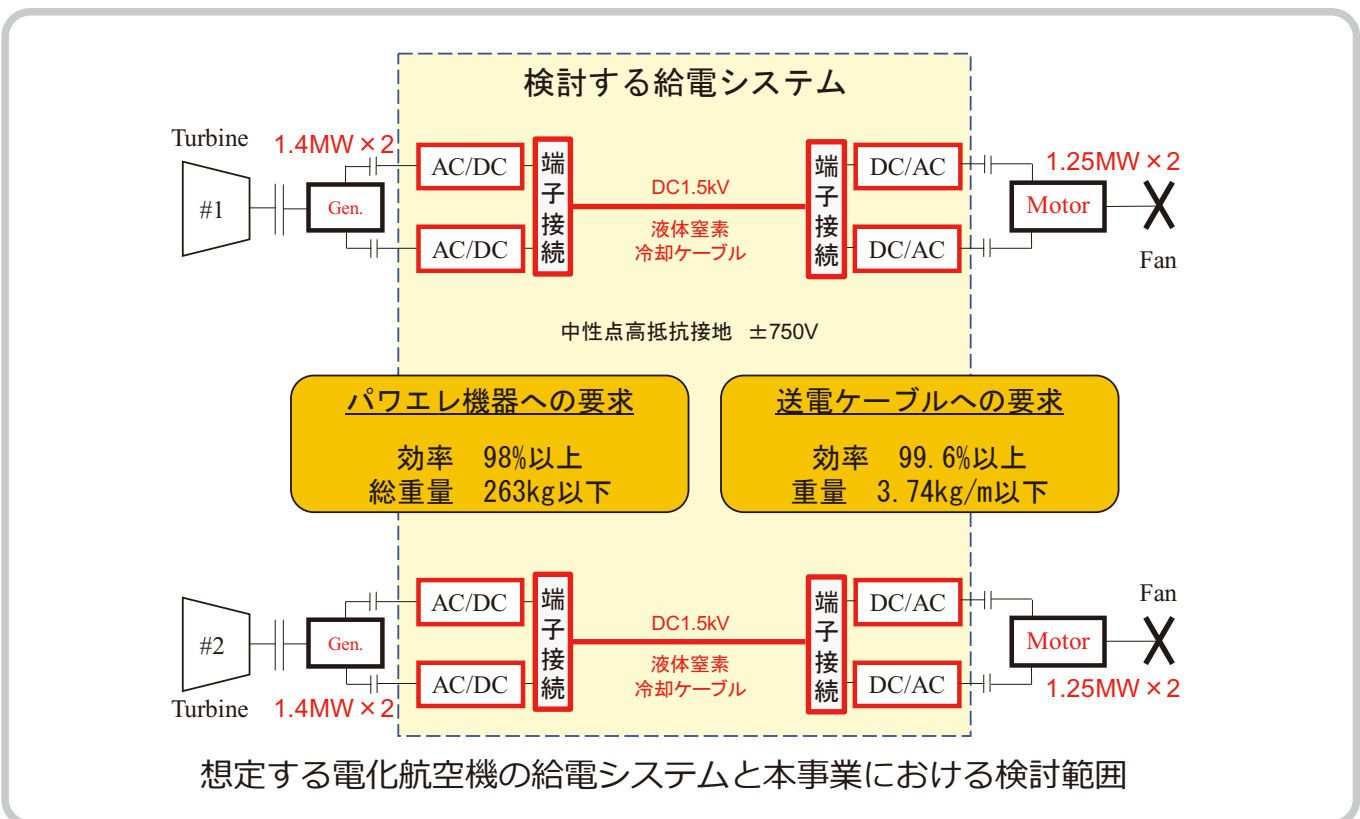 検討する給電システム
Turbine
1.4MW×2
#1
Gen.
AC/DC
AC/DC
端子接続
DC1.5kV
液体窒素
冷却ケーブル
端子接続
DC/AC
DC/AC
1.25MW×2
Motor
Fan
中性点高抵抗接地 ±750V
パワエレ機器への要求
効率 98%以上
総重量 263kg以下
送電ケーブルへの要求
効率 99.6%以上
重量 3.74kg/m以下
#2
Turbine
Gen.
1.4MW×2
AC/DC
AC/DC
端子接続
DC1.5kV
液体窒素
冷却ケーブル
端子接続
DC/AC
DC/AC
Fan
Motor
1.25MW×2
想定する電化航空機の給電システムと本事業における検討範囲